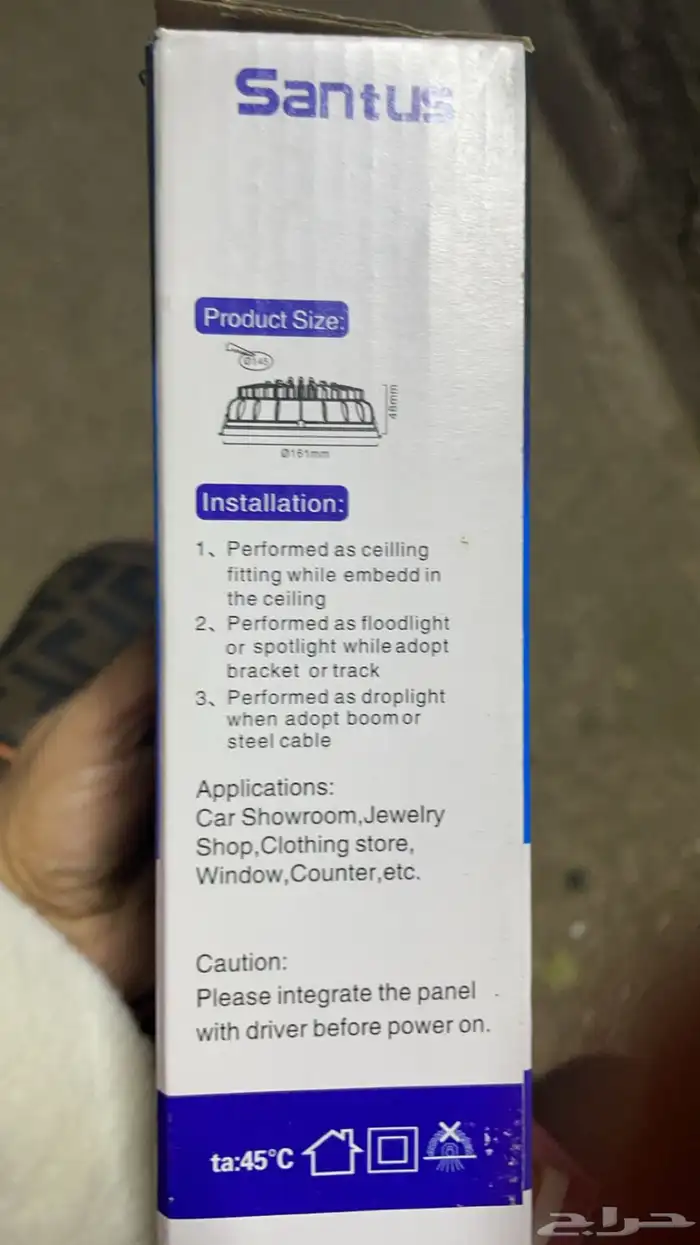 Santus
Product Size:
Ø145
48mm
Ø161mm
Installation:
1、Performed as ceilling
fitting while embedd in
the ceiling
2、Performed as floodlight
or spotlight while adopt
bracket or track
3、Performed as droplight
when adopt boom or
steel cable
Applications:
Car Showroom,Jewelry
Shop,Clothing store,
Window,Counter,etc.
Caution:
Please integrate the panel
with driver before power on.
ta:45°C
حراج